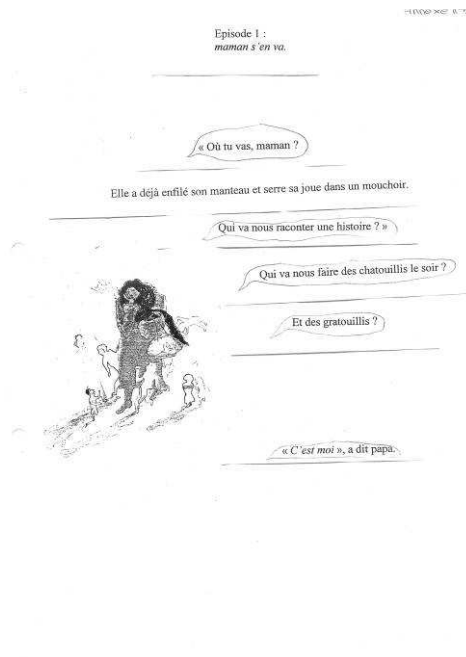 Episode 1 :
maman s'en va.
« Où tu vas, maman ?
Elle a déjà enfilé son manteau et serre sa joue dans un mouchoir.
Qui va nous raconter une histoire ? »
Qui va nous faire des chatouillis le soir ?
Et des gratouillis ?
« C'est moi », a dit papa.